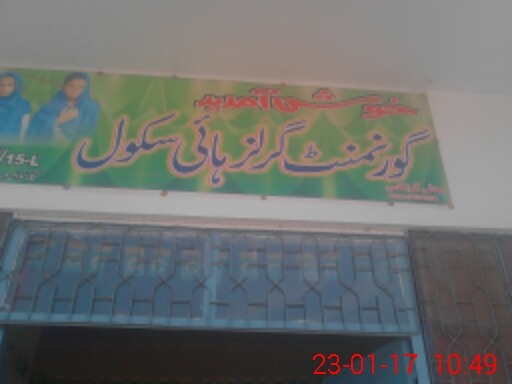 خوش آمدید
گورنمنٹ گرلز ہائی سکول
/15-L
23-01-17 10:49